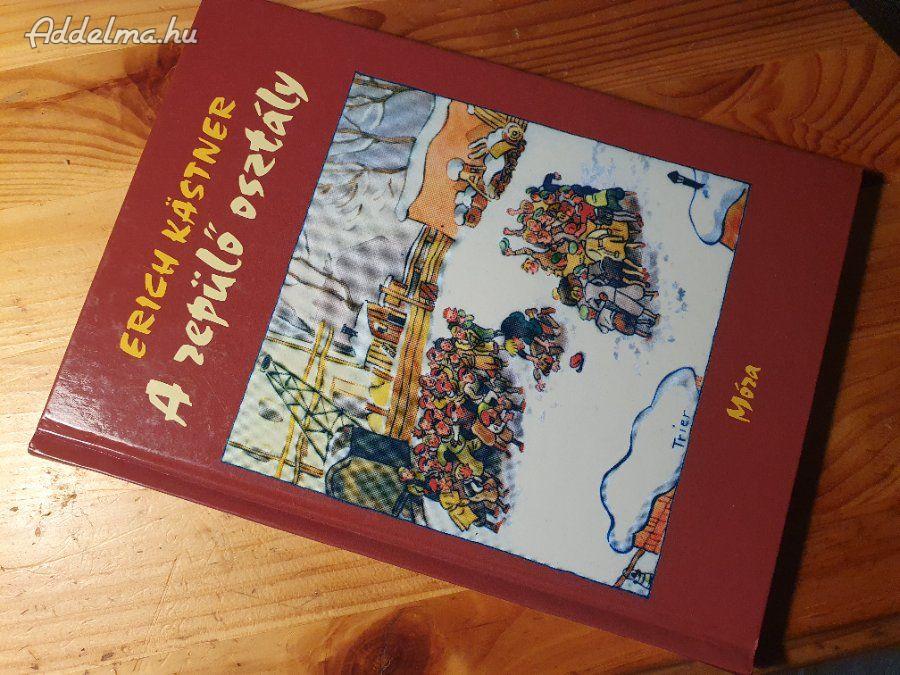 Addelma.hu
ERICH KÄSTNER
A repülő osztály
Trier
Móra